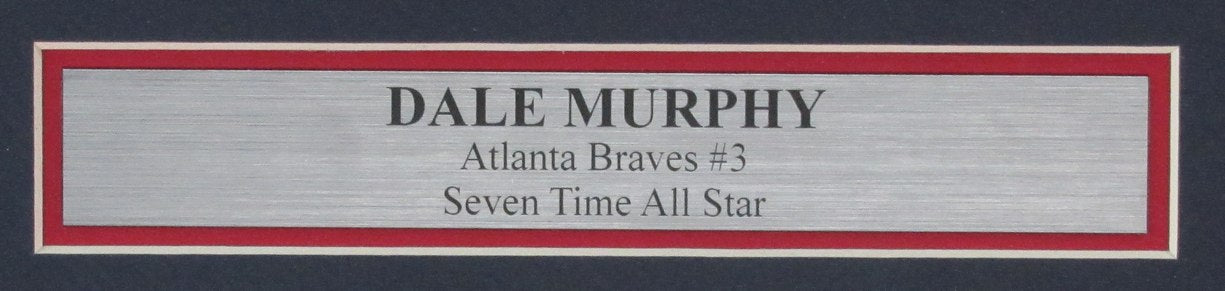 DALE MURPHY
Atlanta Braves #3
Seven Time All Star